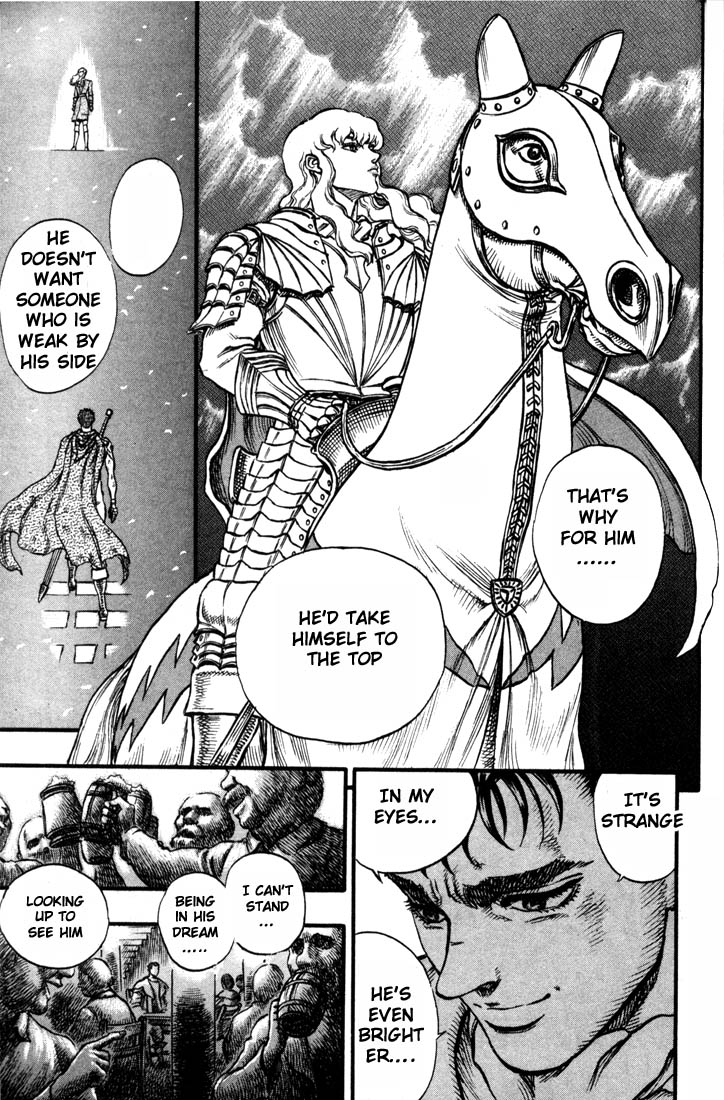 THAT'S
WHY
FOR HIM
......
HE'D TAKE
HIMSELF TO
THE TOP
HE
DOESN'T
WANT
SOMEONE
WHO IS
WEAK BY
HIS SIDE
IT'S
STRANGE
IN MY
EYES...
HE'S
EVEN
BRIGHT
ER....
I CAN'T
STAND
...
BEING
IN HIS
DREAM
.....
LOOKING
UP TO
SEE HIM